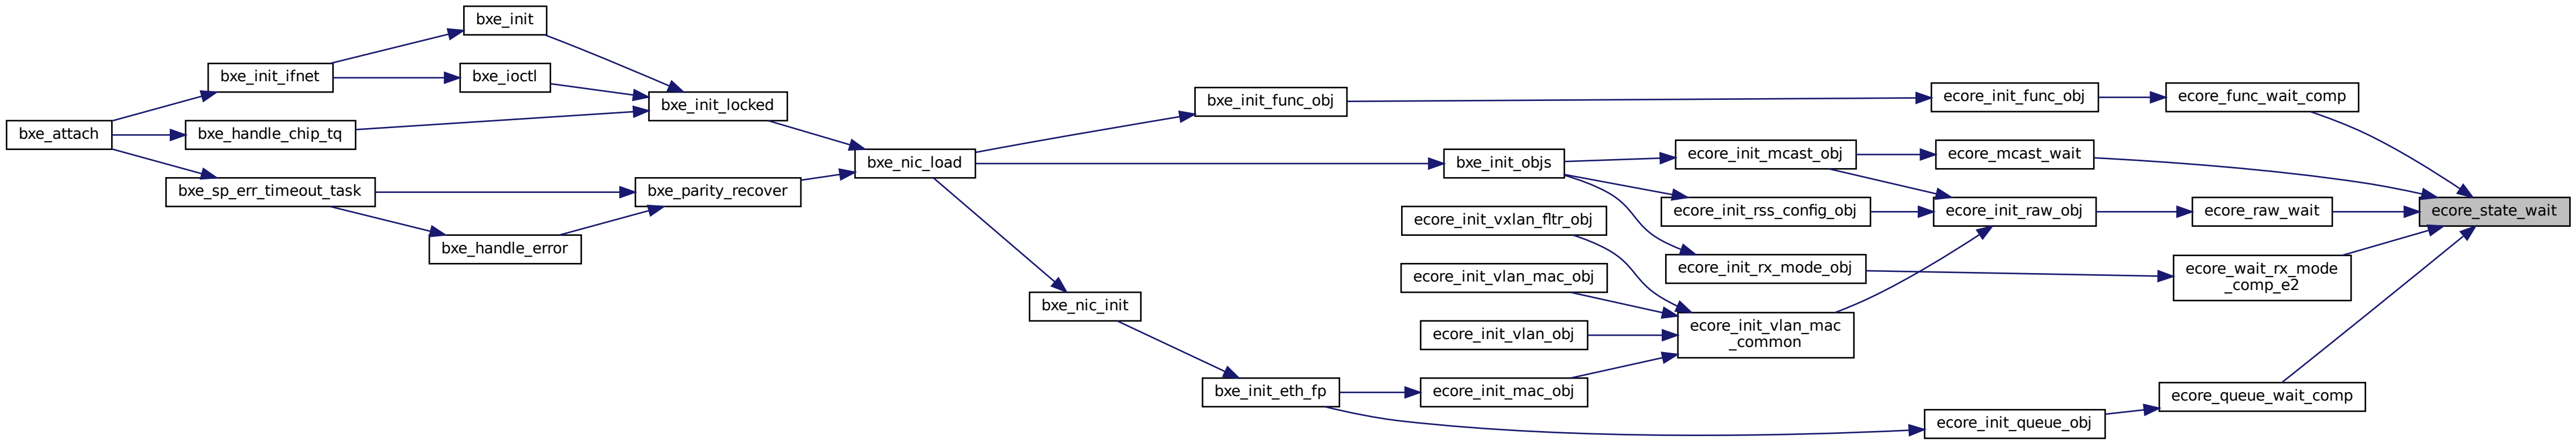 bxe_init
bxe_init_ifnet
bxe_ioctl
bxe_attach
bxe_handle_chip_tq
bxe_init_locked
bxe_sp_err_timeout_task
bxe_parity_recover
bxe_handle_error
bxe_nic_load
bxe_nic_init
bxe_init_func_obj
bxe_init_objs
bxe_init_eth_fp
ecore_init_vxlan_fltr_obj
ecore_init_vlan_mac_obj
ecore_init_vlan_obj
ecore_init_mac_obj
ecore_init_mcast_obj
ecore_init_rss_config_obj
ecore_init_rx_mode_obj
ecore_init_vlan_mac
_common
ecore_init_func_obj
ecore_mcast_wait
ecore_init_raw_obj
ecore_init_queue_obj
ecore_func_wait_comp
ecore_raw_wait
ecore_wait_rx_mode
_comp_e2
ecore_queue_wait_comp
ecore_state_wait